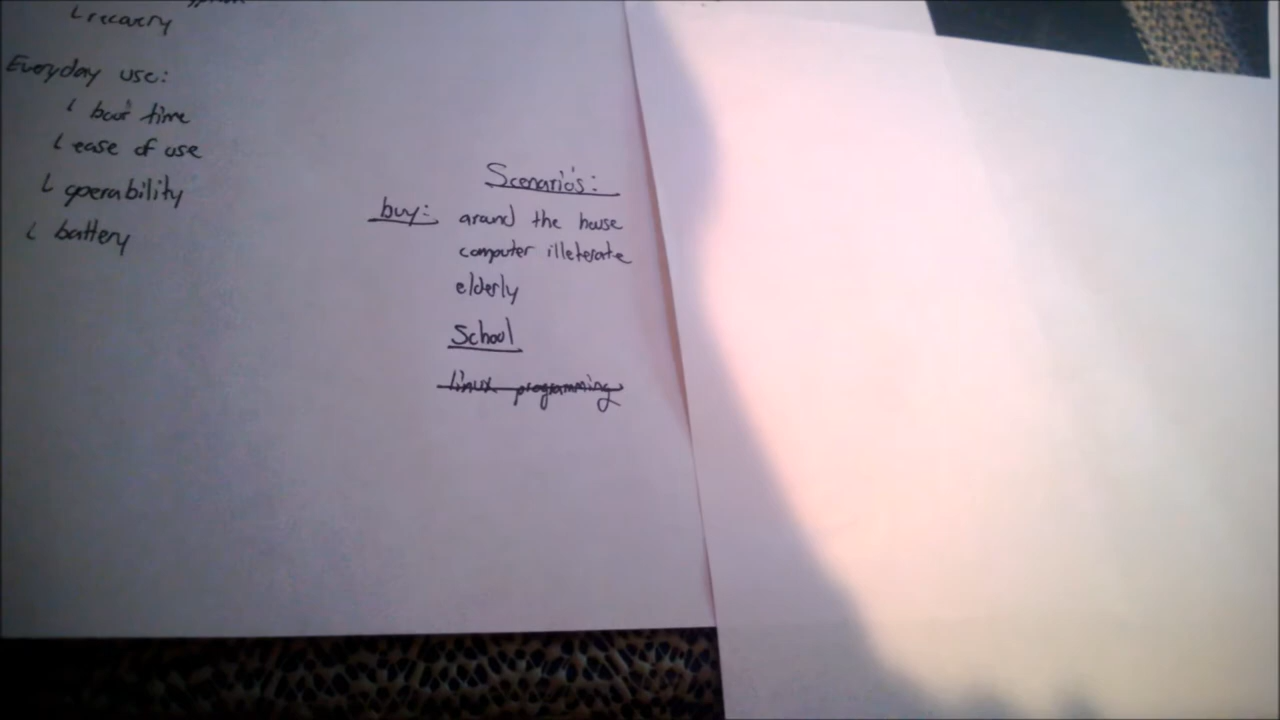 recovery
Everyday use:
boot time
ease of use
operability
battery
Scenario's:
buy: around the house
computer illeterate
elderly
School
linux programming